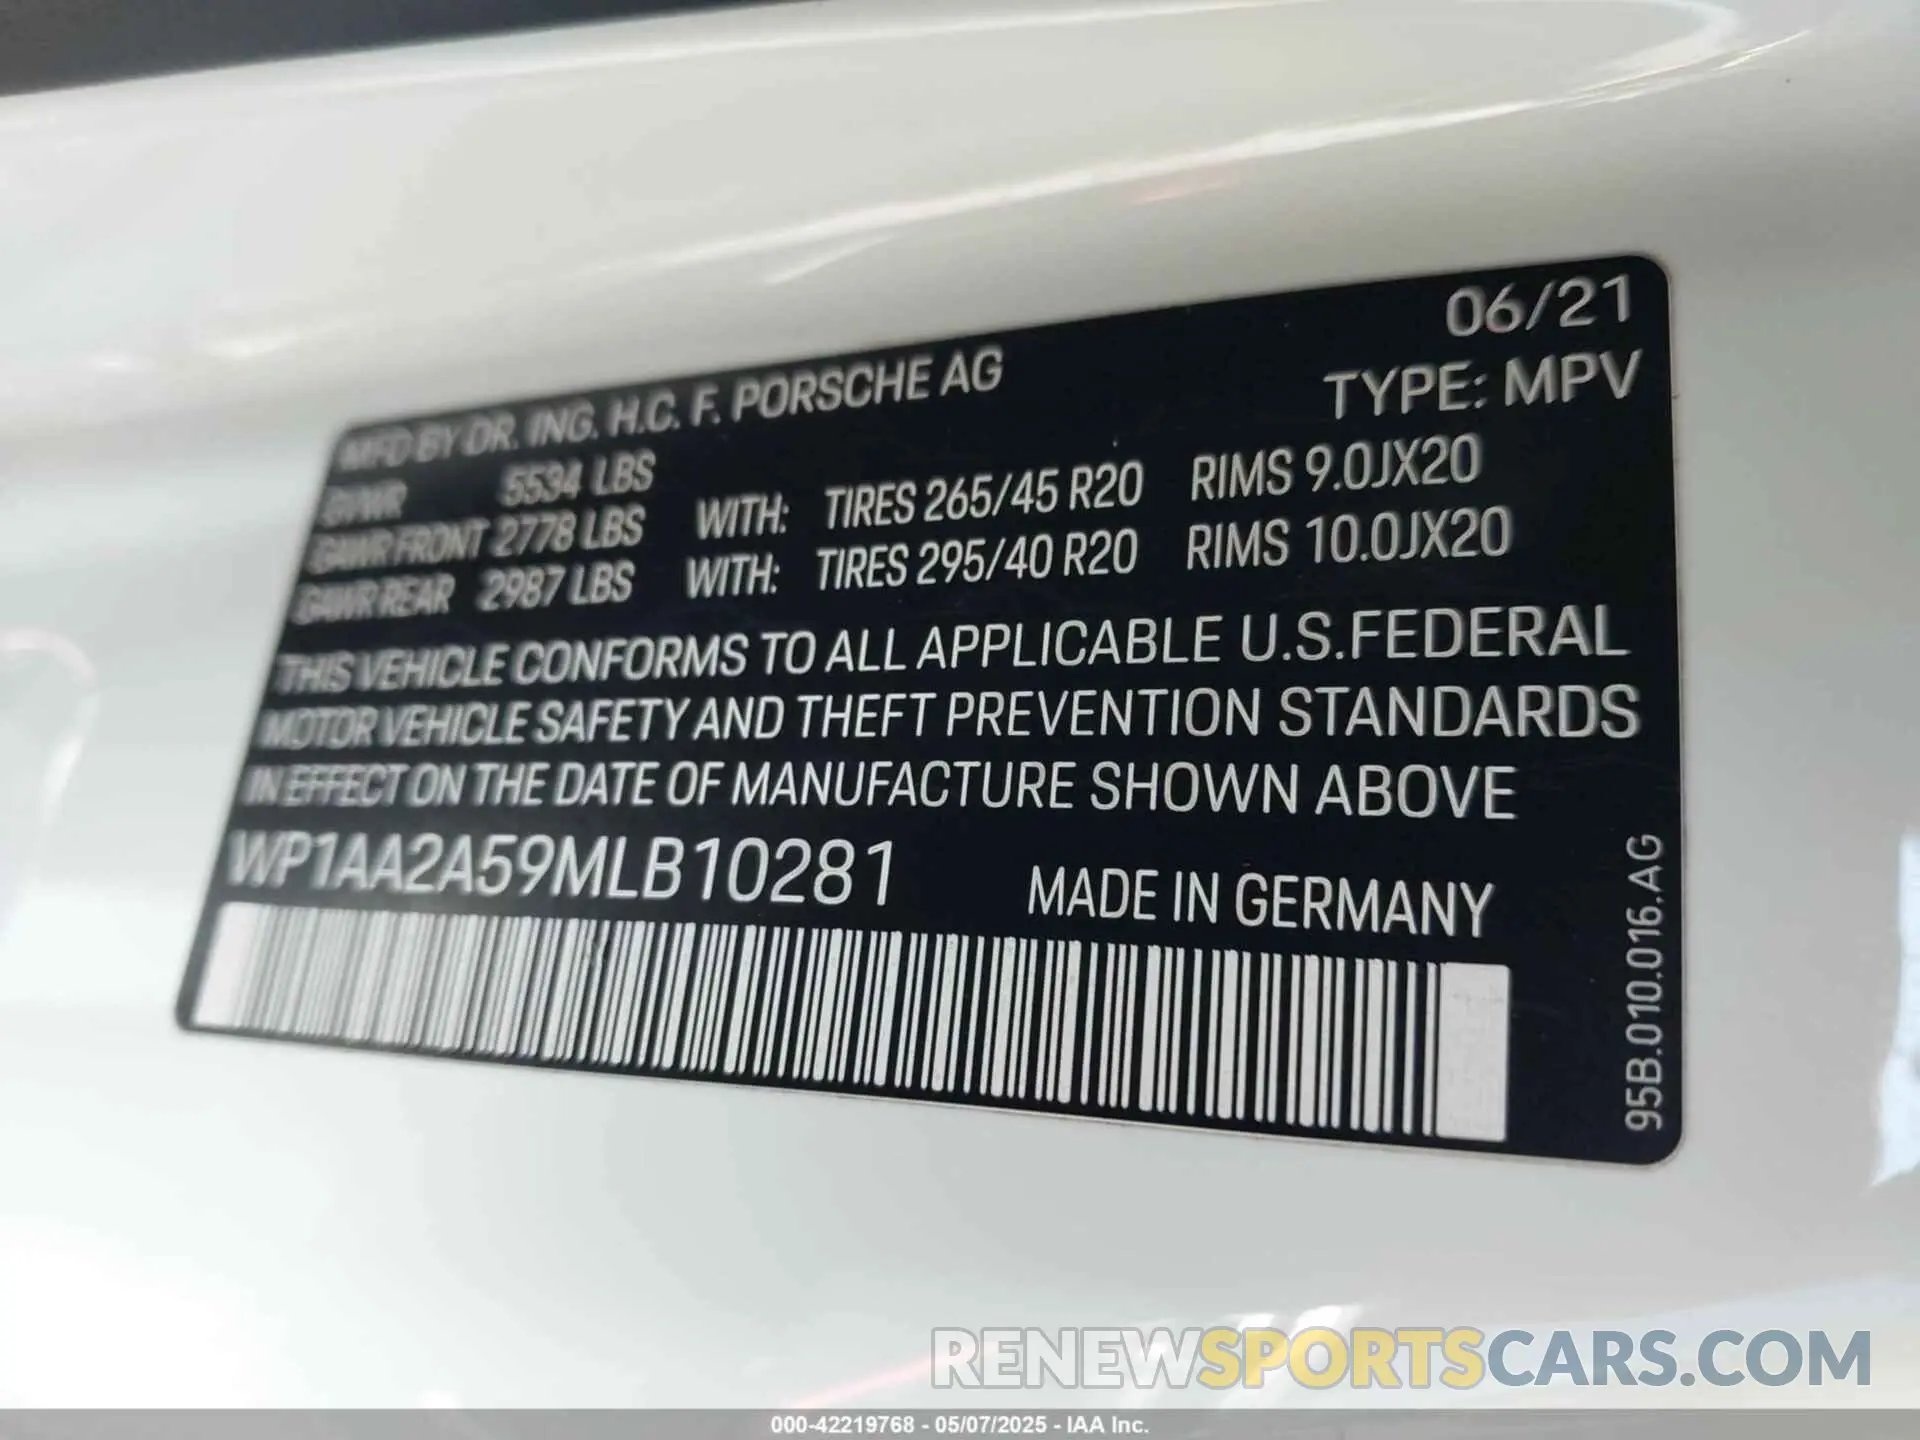 06/21
MFD BY DR. ING. H.C. F. PORSCHE AG TYPE: MPV
GVWR 5534 LBS
GAWR FRONT 2778 LBS WITH: TIRES 265/45 R20 RIMS 9.0JX20
GAWR REAR 2987 LBS WITH: TIRES 295/40 R20 RIMS 10.0JX20
THIS VEHICLE CONFORMS TO ALL APPLICABLE U.S.FEDERAL
MOTOR VEHICLE SAFETY AND THEFT PREVENTION STANDARDS
IN EFFECT ON THE DATE OF MANUFACTURE SHOWN ABOVE
WP1AA2A59MLB10281 MADE IN GERMANY
95B.010.016.AG
RENEWSPORTSCARS.COM
000-42219768 - 05/07/2025 - IAA Inc.